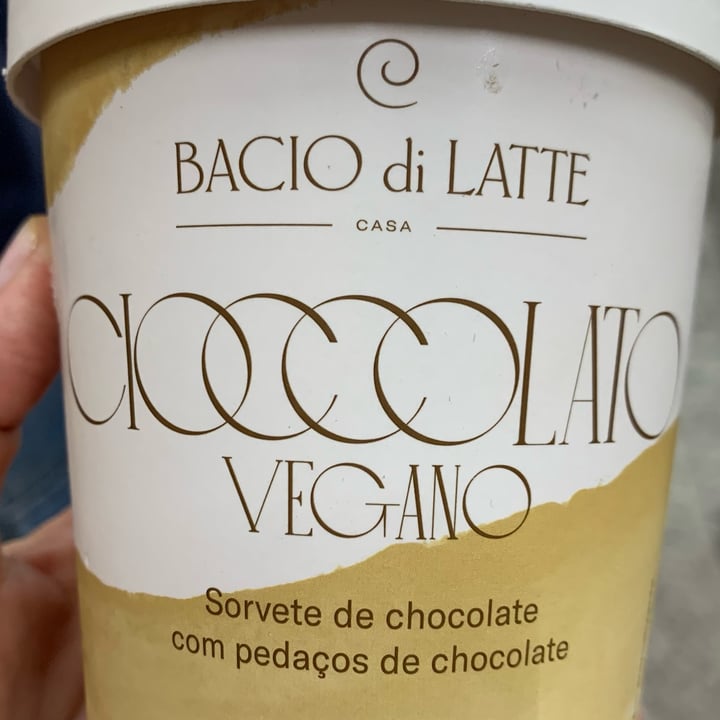 BACIO di LATTE
CASA
CIOCCOLATO
VEGANO
Sorvete de chocolate
com pedaços de chocolate